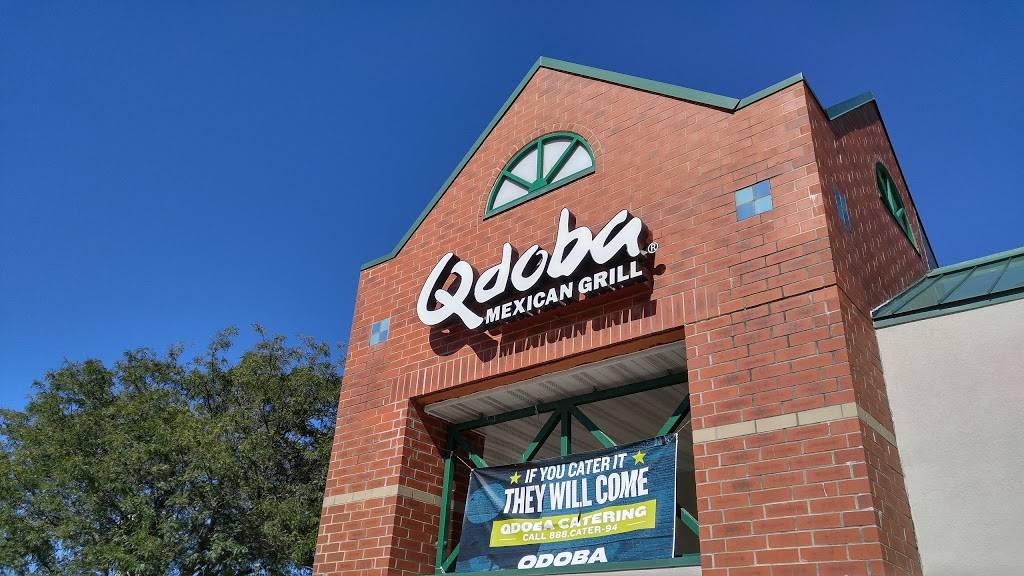 Qdoba®
MEXICAN GRILL
IF YOU CATER IT
THEY WILL COME
QDOBA CATERING
CALL 888.CATER-94
QDOBA